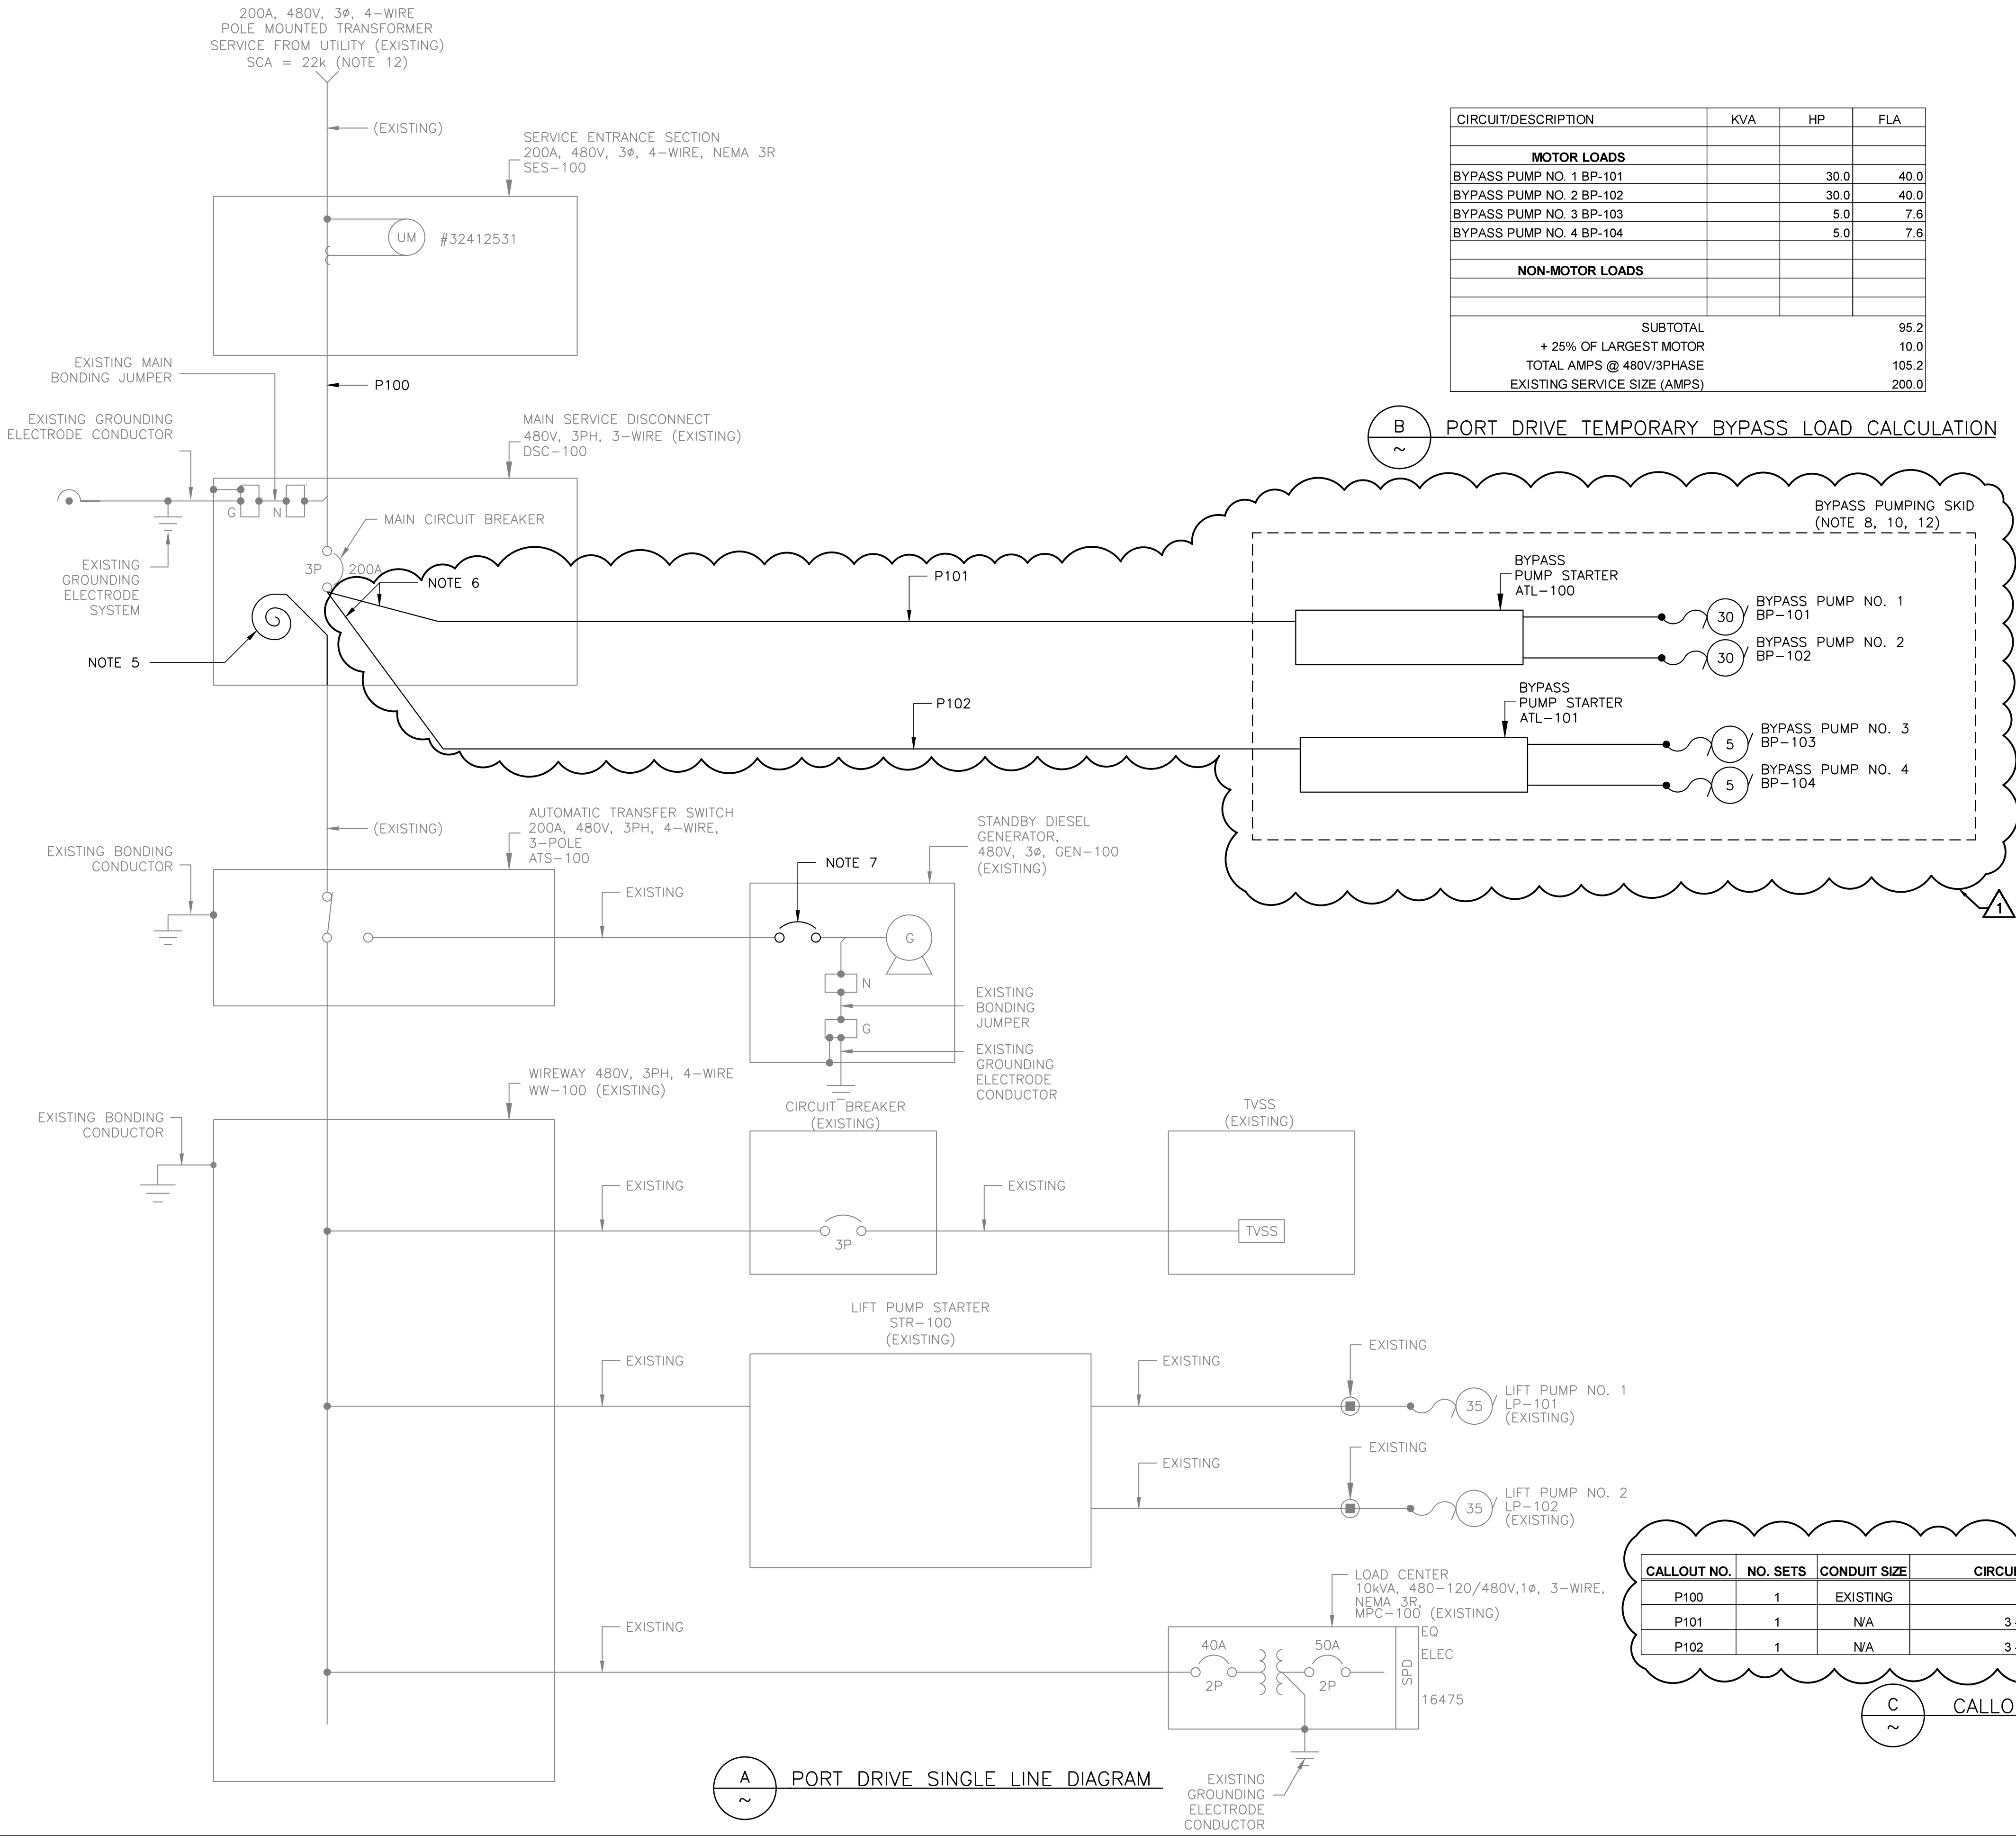 200A, 480V, 3ø, 4-WIRE
POLE MOUNTED TRANSFORMER
SERVICE FROM UTILITY (EXISTING)
SCA = 22k (NOTE 12)
(EXISTING)
SERVICE ENTRANCE SECTION
200A, 480V, 3ø, 4-WIRE, NEMA 3R
SES-100
UM
#32412531
EXISTING MAIN
BONDING JUMPER
P100
EXISTING GROUNDING
ELECTRODE CONDUCTOR
MAIN SERVICE DISCONNECT
480V, 3PH, 3-WIRE (EXISTING)
DSC-100
G
N
MAIN CIRCUIT BREAKER
3P
200A
EXISTING
GROUNDING
ELECTRODE
SYSTEM
NOTE 5
NOTE 6
P101
P102
CIRCUIT/DESCRIPTION KVA HP FLA
MOTOR LOADS
BYPASS PUMP NO. 1 BP-101 30.0 40.0
BYPASS PUMP NO. 2 BP-102 30.0 40.0
BYPASS PUMP NO. 3 BP-103 5.0 7.6
BYPASS PUMP NO. 4 BP-104 5.0 7.6
NON-MOTOR LOADS
SUBTOTAL 95.2
+ 25% OF LARGEST MOTOR 10.0
TOTAL AMPS @ 480V/3PHASE 105.2
EXISTING SERVICE SIZE (AMPS) 200.0
B
~
PORT DRIVE TEMPORARY BYPASS LOAD CALCULATION
BYPASS PUMPING SKID
(NOTE 8, 10, 12)
BYPASS
PUMP STARTER
ATL-100
30
BYPASS PUMP NO. 1
BP-101
30
BYPASS PUMP NO. 2
BP-102
BYPASS
PUMP STARTER
ATL-101
5
BYPASS PUMP NO. 3
BP-103
5
BYPASS PUMP NO. 4
BP-104
1
(EXISTING)
AUTOMATIC TRANSFER SWITCH
200A, 480V, 3PH, 4-WIRE,
3-POLE
ATS-100
EXISTING BONDING
CONDUCTOR
EXISTING
NOTE 7
STANDBY DIESEL
GENERATOR,
480V, 3ø, GEN-100
(EXISTING)
G
N
G
EXISTING
BONDING
JUMPER
EXISTING
GROUNDING
ELECTRODE
CONDUCTOR
WIREWAY 480V, 3PH, 4-WIRE
WW-100 (EXISTING)
EXISTING BONDING
CONDUCTOR
CIRCUIT BREAKER
(EXISTING)
TVSS
(EXISTING)
EXISTING
EXISTING
3P
TVSS
LIFT PUMP STARTER
STR-100
(EXISTING)
EXISTING
EXISTING
EXISTING
35
LIFT PUMP NO. 1
LP-101
(EXISTING)
EXISTING
EXISTING
35
LIFT PUMP NO. 2
LP-102
(EXISTING)
LOAD CENTER
10kVA, 480-120/480V,1ø, 3-WIRE,
NEMA 3R,
MPC-100 (EXISTING)
EXISTING
40A
2P
50A
2P
SPD
EQ
ELEC
16475
EXISTING
GROUNDING
ELECTRODE
CONDUCTOR
A
~
PORT DRIVE SINGLE LINE DIAGRAM
CALLOUT NO. NO. SETS CONDUIT SIZE CIRCUI
P100 1 EXISTING
P101 1 N/A 3
P102 1 N/A 3
C
~
CALLO